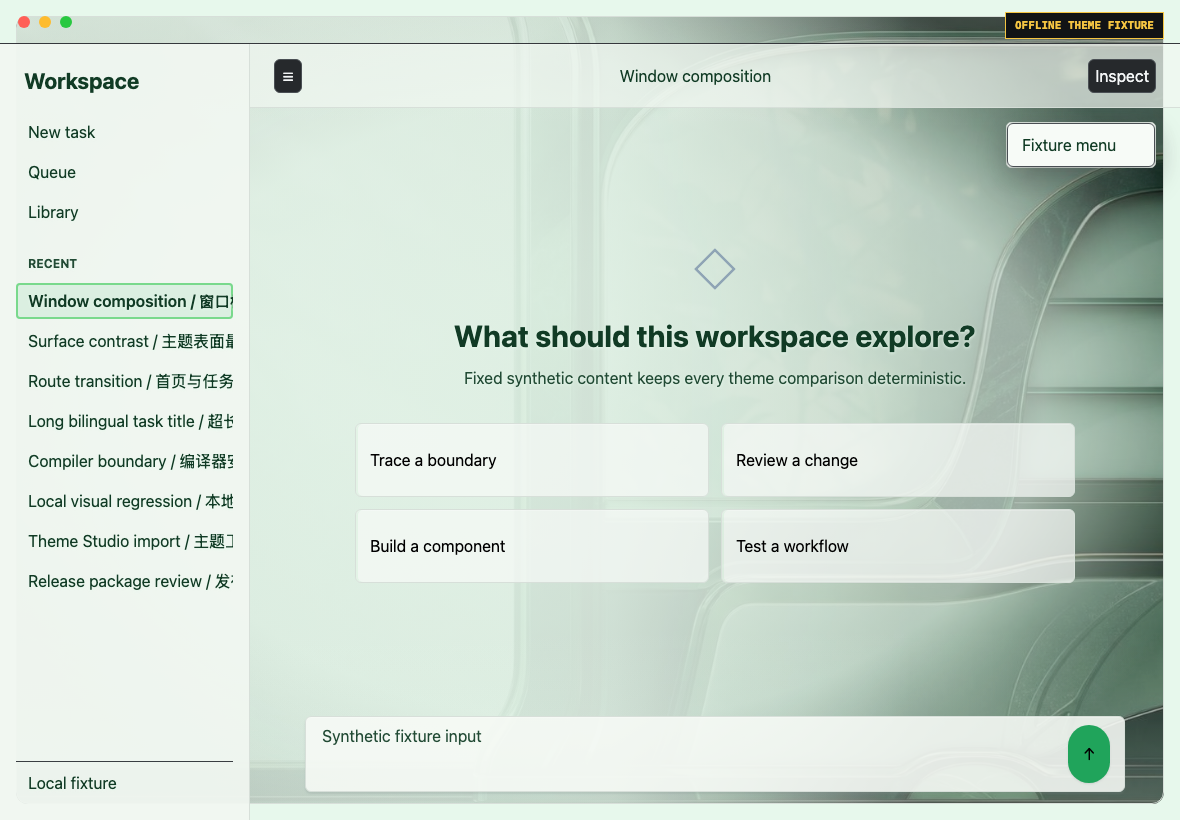 OFFLINE THEME FIXTURE
Workspace
New task
Queue
Library
RECENT
Window composition / 窗口
Surface contrast / 主题表面
Route transition / 首页与任务
Long bilingual task title / 超长
Compiler boundary / 编译器
Local visual regression / 本地
Theme Studio import / 主题
Release package review / 发
Local fixture
Window composition
Inspect
Fixture menu
What should this workspace explore?
Fixed synthetic content keeps every theme comparison deterministic.
Trace a boundary
Review a change
Build a component
Test a workflow
Synthetic fixture input